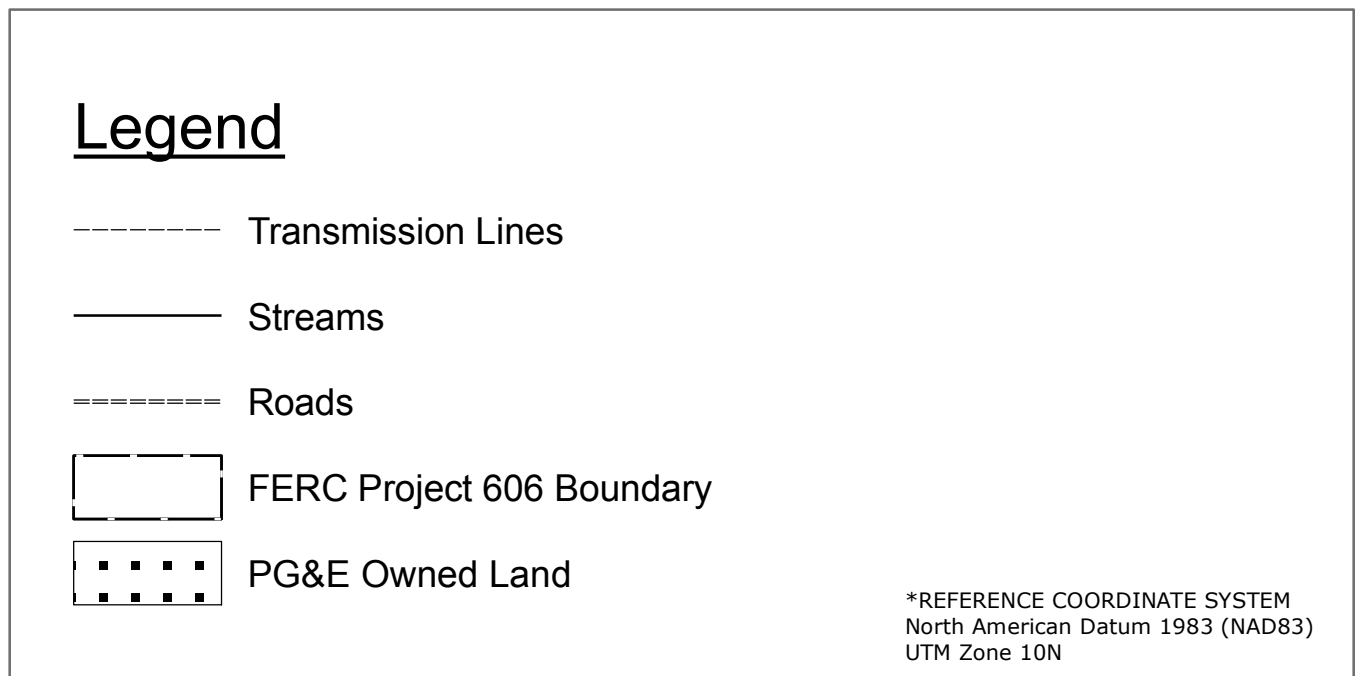 Legend
Transmission Lines
Streams
Roads
FERC Project 606 Boundary
PG&E Owned Land
*REFERENCE COORDINATE SYSTEM
North American Datum 1983 (NAD83)
UTM Zone 10N